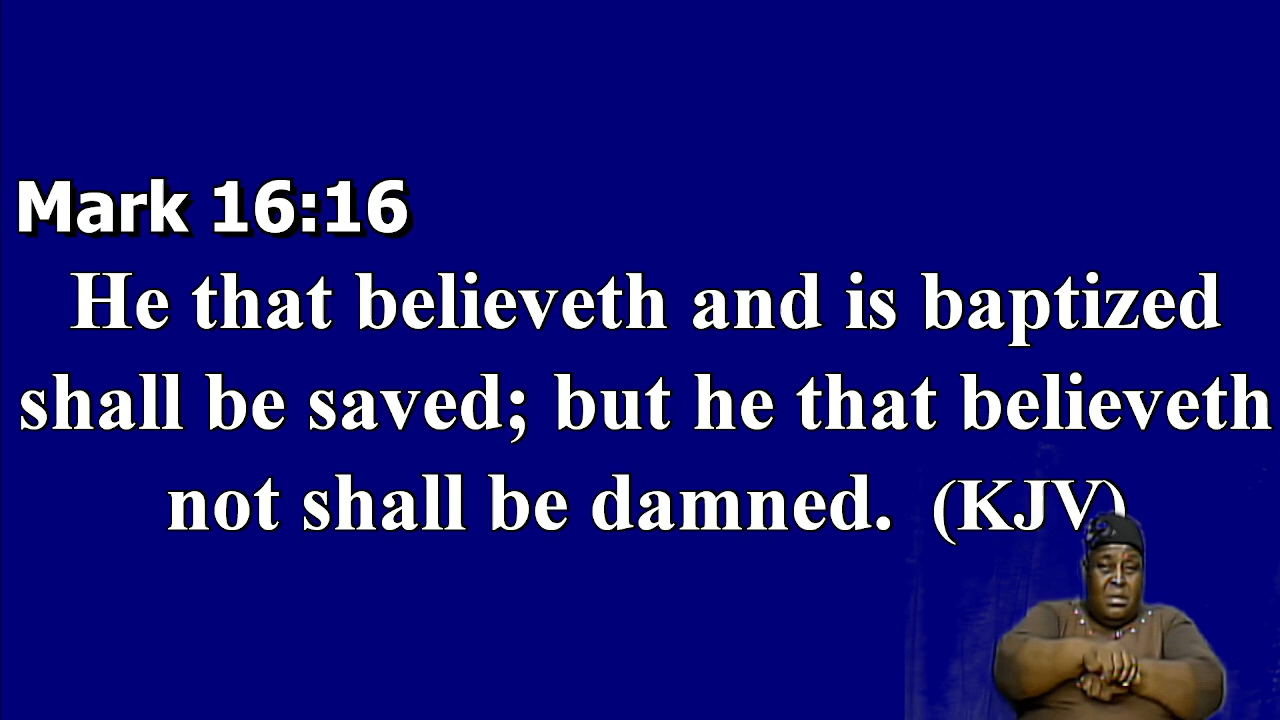 Mark 16:16
He that believeth and is baptized
shall be saved; but he that believeth
not shall be damned. (KJV)